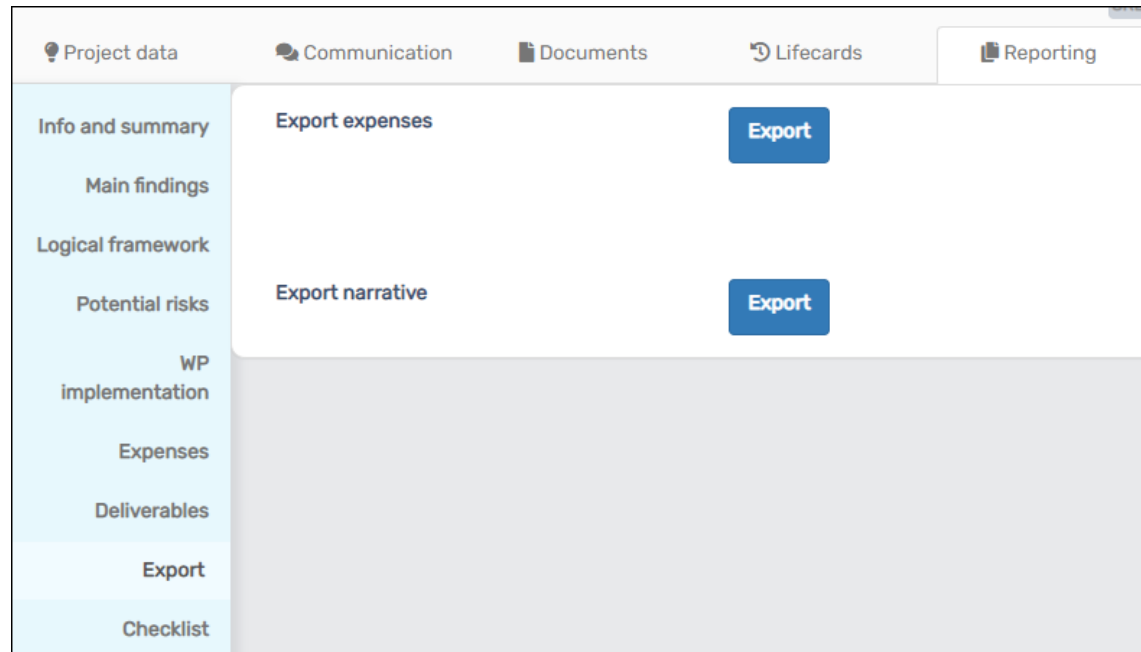 Project data
Communication
Documents
Lifecards
Reporting
Info and summary
Main findings
Logical framework
Potential risks
WP
implementation
Expenses
Deliverables
Export
Checklist
Export expenses
Export
Export narrative
Export